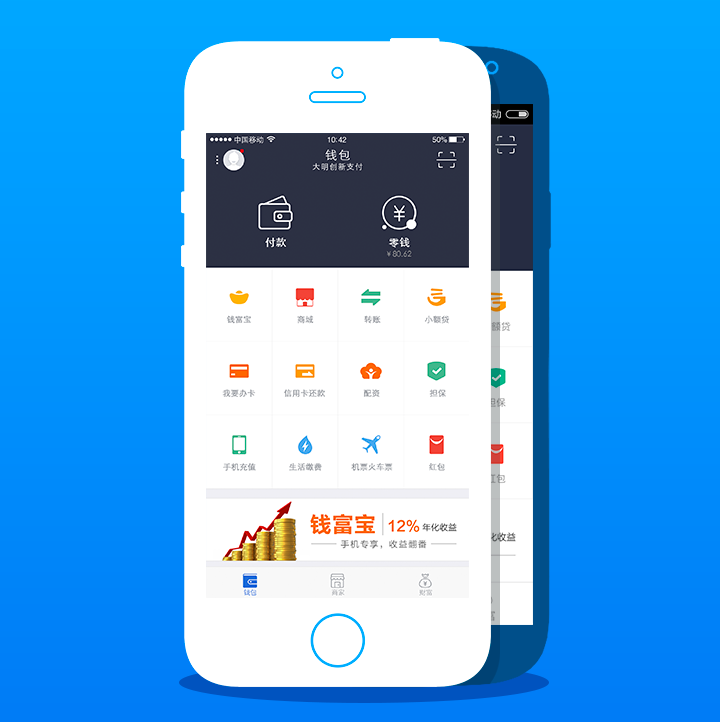 中国移动 10:42 50%
钱包
大明创新支付
付款 零钱
¥80.62
钱富宝 商城 转账 小额贷
我要办卡 信用卡还款 配资 担保
手机充值 生活缴费 机票火车票 红包
钱富宝 12% 年化收益
手机专享，收益翻番
钱包 商家 财富
动
额贷
担保
红包
化收益
富